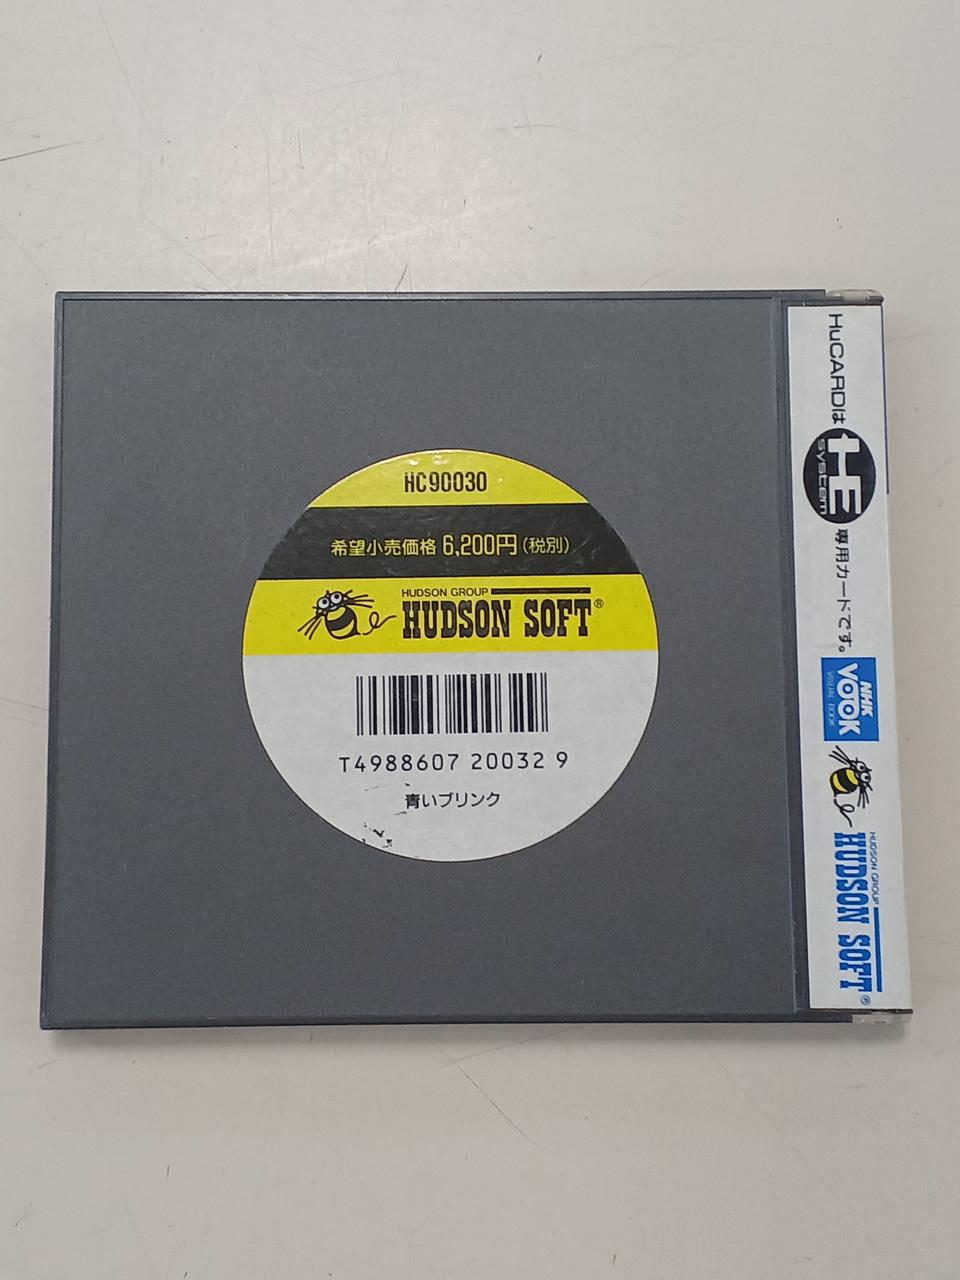 HC90030
希望小売価格 6,200円(税別)
HUDSON GROUP
HUDSON SOFT®
T4988607 20032 9
青いブリンク
HuCARDは HE system 専用カードです。
NHK
VOOK
VISUAL BOOK
HUDSON GROUP
HUDSON SOFT®